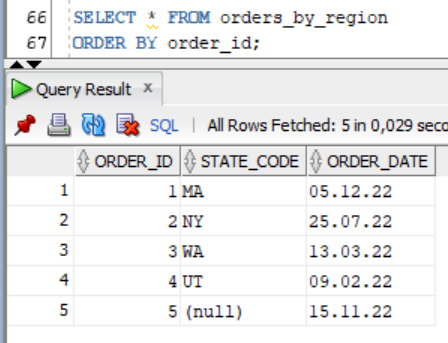 66 SELECT * FROM orders_by_region
67 ORDER BY order_id;
Query Result x
SQL | All Rows Fetched: 5 in 0,029 seco
ORDER_ID STATE_CODE ORDER_DATE
1 1 MA 05.12.22
2 2 NY 25.07.22
3 3 WA 13.03.22
4 4 UT 09.02.22
5 5 (null) 15.11.22